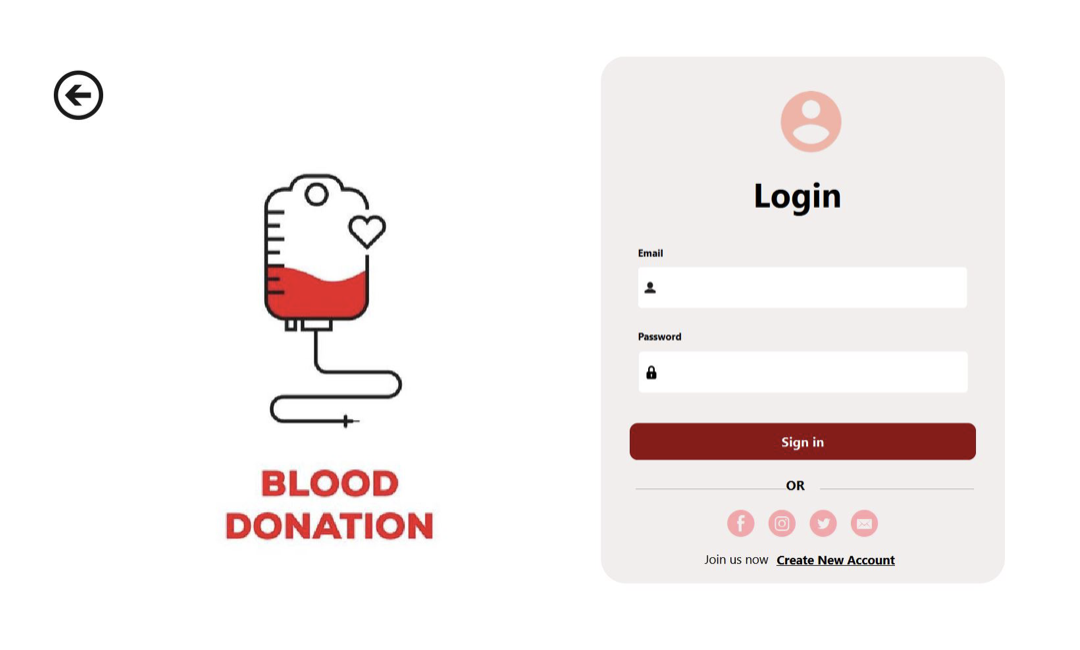 BLOOD
DONATION
Login
Email
Password
Sign in
OR
Join us now Create New Account